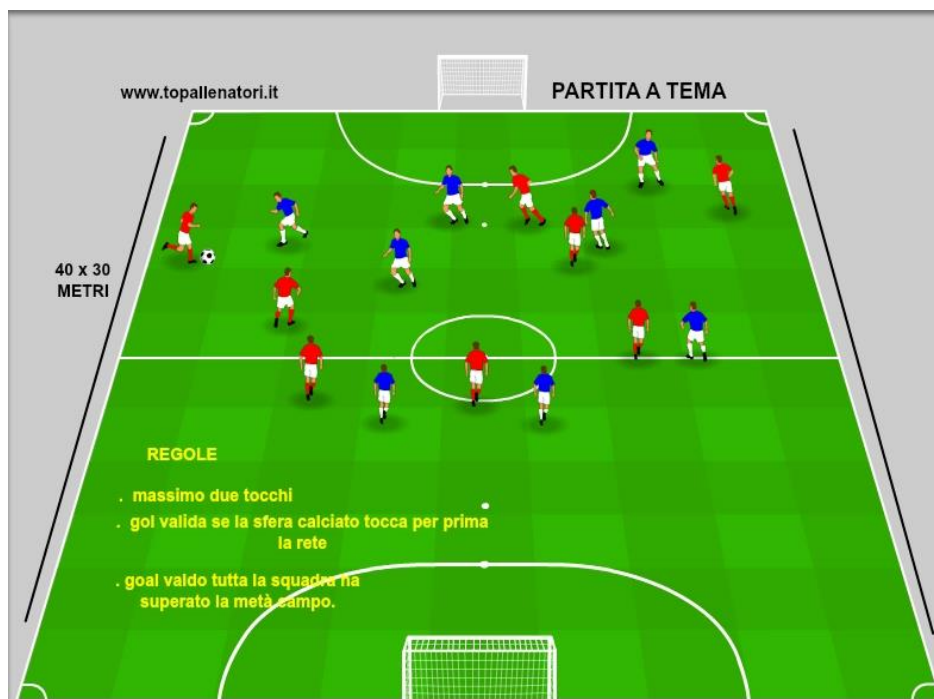 www.topallenatori.it
PARTITA A TEMA
40 x 30
METRI
REGOLE
. massimo due tocchi
. gol valida se la sfera calciato tocca per prima
la rete
. goal valdo tutta la squadra ha
superato la metà campo.